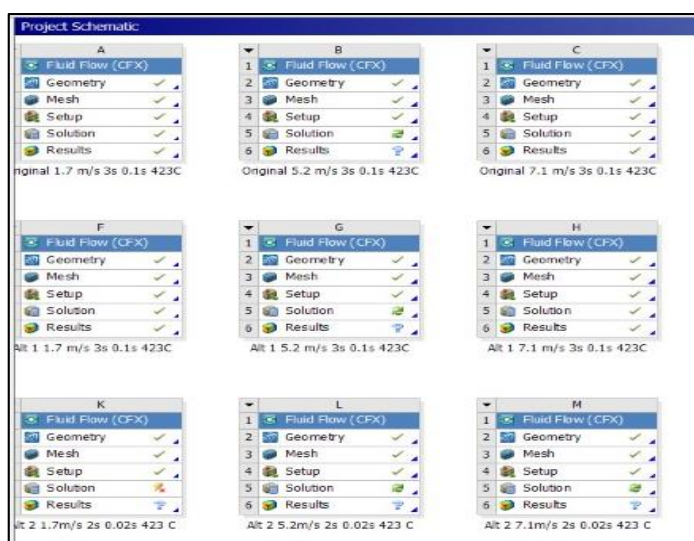 Project Schematic
A
Fluid Flow (CFX)
Geometry
Mesh
Setup
Solution
Results
riginal 1.7 m/s 3s 0.1s 423C
B
1 Fluid Flow (CFX)
2 Geometry
3 Mesh
4 Setup
5 Solution
6 Results
Original 5.2 m/s 3s 0.1s 423C
C
1 Fluid Flow (CFX)
2 Geometry
3 Mesh
4 Setup
5 Solution
6 Results
Original 7.1 m/s 3s 0.1s 423C
F
Fluid Flow (CFX)
Geometry
Mesh
Setup
Solution
Results
Alt 1 1.7 m/s 3s 0.1s 423C
G
1 Fluid Flow (CFX)
2 Geometry
3 Mesh
4 Setup
5 Solution
6 Results
Alt 1 5.2 m/s 3s 0.1s 423C
H
1 Fluid Flow (CFX)
2 Geometry
3 Mesh
4 Setup
5 Solution
6 Results
Alt 1 7.1 m/s 3s 0.1s 423C
K
Fluid Flow (CFX)
Geometry
Mesh
Setup
Solution
Results
Alt 2 1.7m/s 2s 0.02s 423 C
L
1 Fluid Flow (CFX)
2 Geometry
3 Mesh
4 Setup
5 Solution
6 Results
Alt 2 5.2m/s 2s 0.02s 423 C
M
1 Fluid Flow (CFX)
2 Geometry
3 Mesh
4 Setup
5 Solution
6 Results
Alt 2 7.1m/s 2s 0.02s 423 C